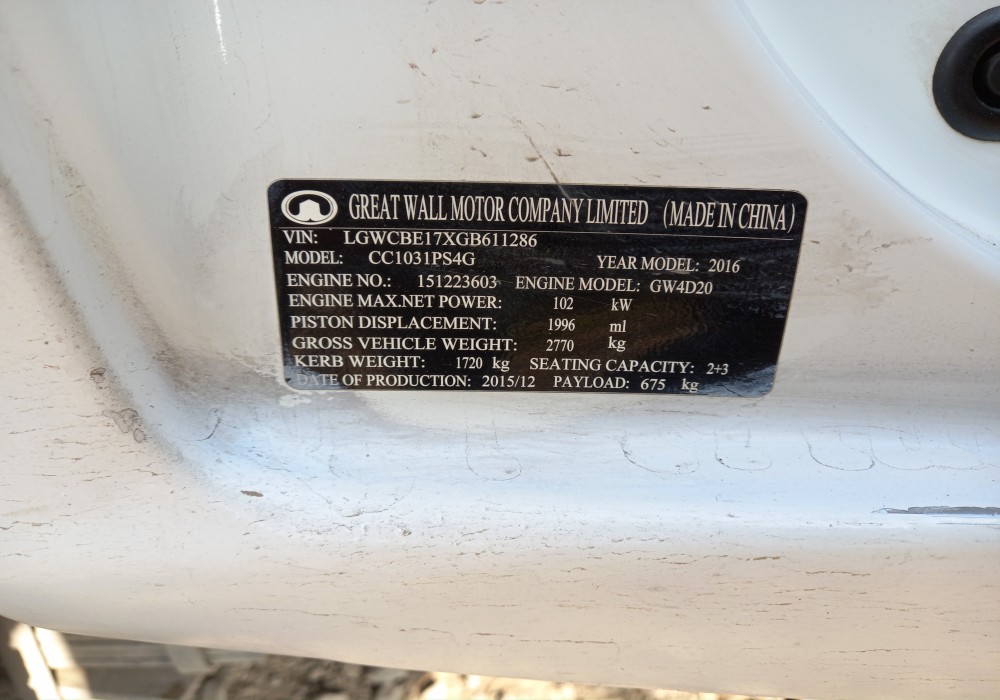 GREAT WALL MOTOR COMPANY LIMITED (MADE IN CHINA)
VIN: LGWCBE17XGB611286
MODEL: CC1031PS4G YEAR MODEL: 2016
ENGINE NO.: 151223603 ENGINE MODEL: GW4D20
ENGINE MAX.NET POWER: 102 kW
PISTON DISPLACEMENT: 1996 ml
GROSS VEHICLE WEIGHT: 2770 kg
KERB WEIGHT: 1720 kg SEATING CAPACITY: 2+3
DATE OF PRODUCTION: 2015/12 PAYLOAD: 675 kg